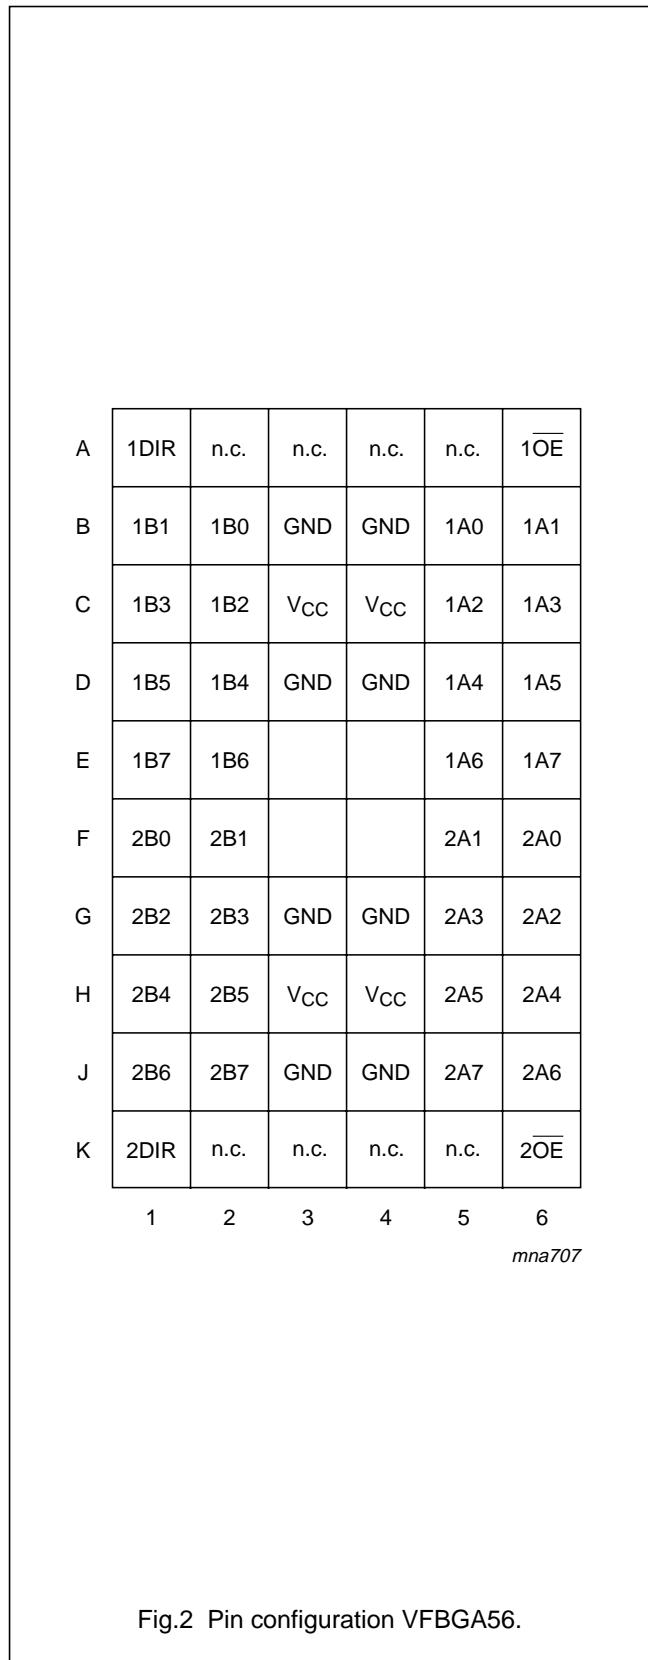 A 1DIR n.c. n.c. n.c. n.c. 1O̅E̅
B 1B1 1B0 GND GND 1A0 1A1
C 1B3 1B2 VCC VCC 1A2 1A3
D 1B5 1B4 GND GND 1A4 1A5
E 1B7 1B6 1A6 1A7
F 2B0 2B1 2A1 2A0
G 2B2 2B3 GND GND 2A3 2A2
H 2B4 2B5 VCC VCC 2A5 2A4
J 2B6 2B7 GND GND 2A7 2A6
K 2DIR n.c. n.c. n.c. n.c. 2O̅E̅
1 2 3 4 5 6
mna707
Fig.2 Pin configuration VFBGA56.